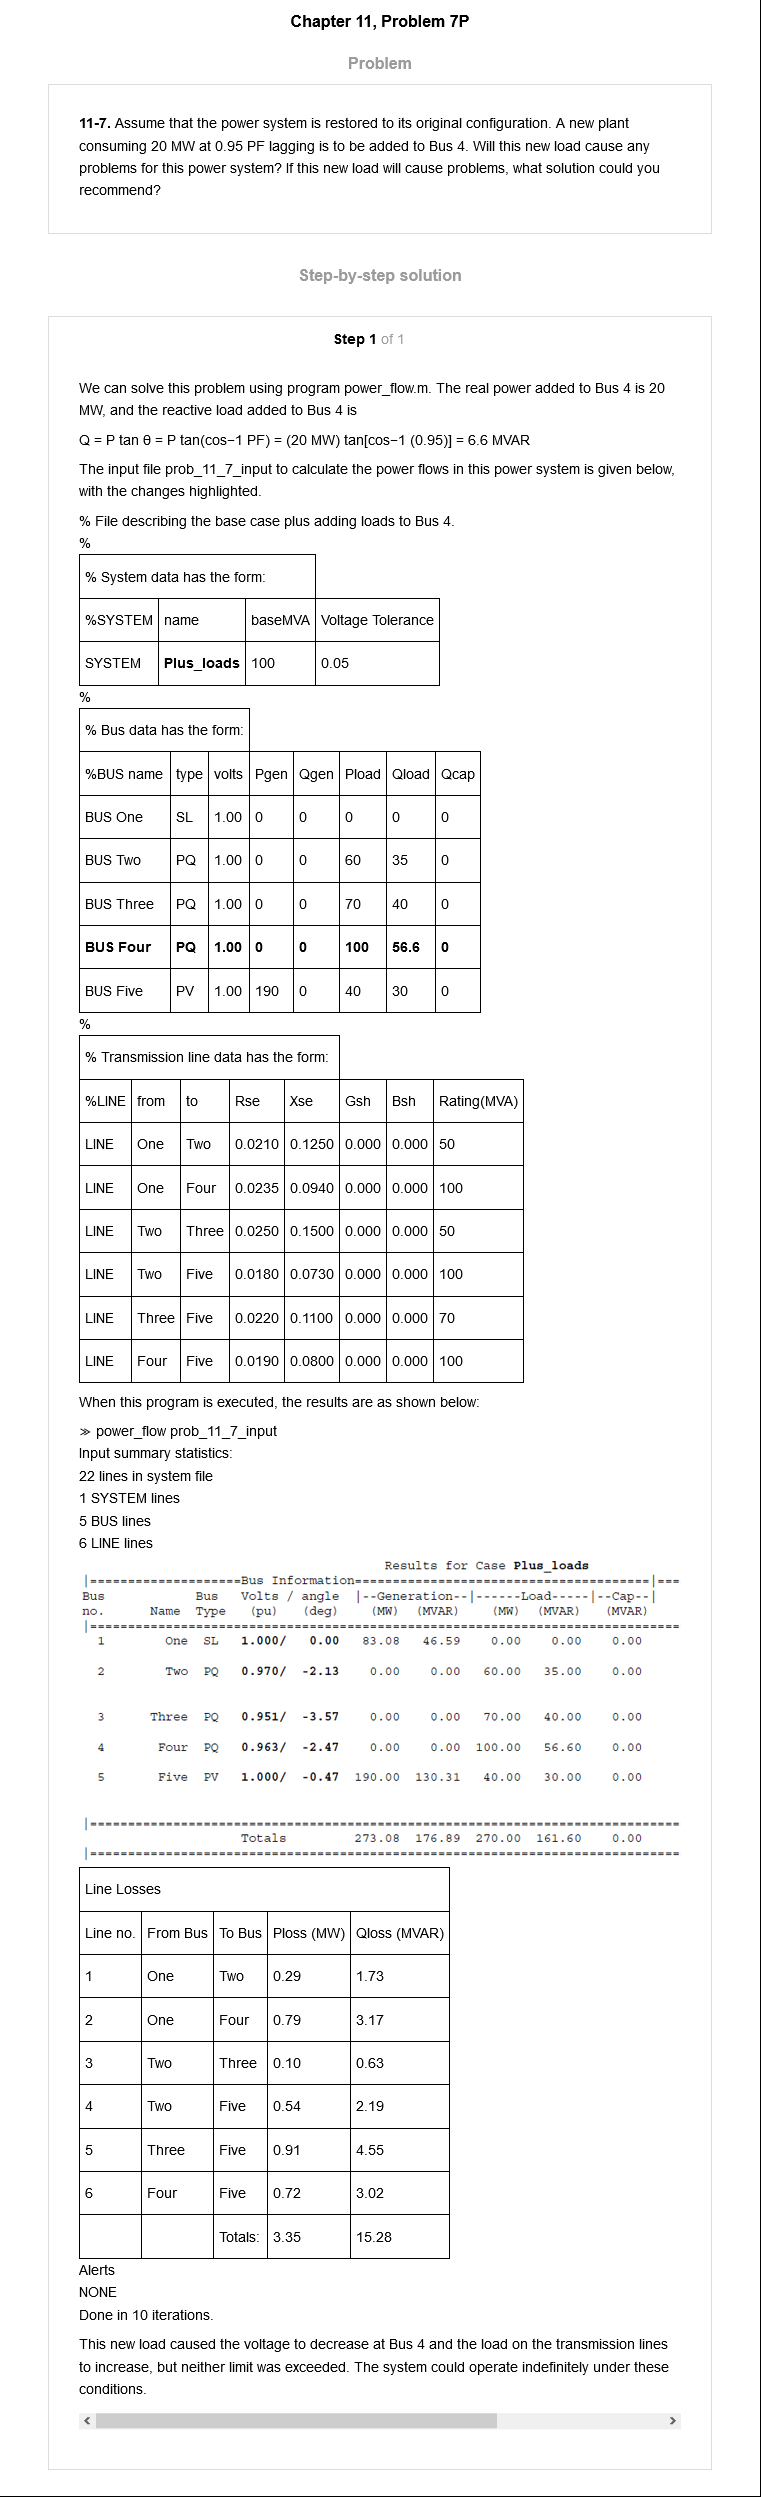 Chapter 11, Problem 7P
Problem
11-7. Assume that the power system is restored to its original configuration. A new plant
consuming 20 MW at 0.95 PF lagging is to be added to Bus 4. Will this new load cause any
problems for this power system? If this new load will cause problems, what solution could you
recommend?
Step-by-step solution
Step 1 of 1
We can solve this problem using program power_flow.m. The real power added to Bus 4 is 20
MW, and the reactive load added to Bus 4 is
Q = P tan θ = P tan(cos−1 PF) = (20 MW) tan[cos−1 (0.95)] = 6.6 MVAR
The input file prob_11_7_input to calculate the power flows in this power system is given below,
with the changes highlighted.
% File describing the base case plus adding loads to Bus 4.
%
% System data has the form:
%SYSTEM name baseMVA Voltage Tolerance
SYSTEM Plus_loads 100 0.05
%
% Bus data has the form:
%BUS name type volts Pgen Qgen Pload Qload Qcap
BUS One SL 1.00 0 0 0 0 0
BUS Two PQ 1.00 0 0 60 35 0
BUS Three PQ 1.00 0 0 70 40 0
BUS Four PQ 1.00 0 0 100 56.6 0
BUS Five PV 1.00 190 0 40 30 0
%
% Transmission line data has the form:
%LINE from to Rse Xse Gsh Bsh Rating(MVA)
LINE One Two 0.0210 0.1250 0.000 0.000 50
LINE One Four 0.0235 0.0940 0.000 0.000 100
LINE Two Three 0.0250 0.1500 0.000 0.000 50
LINE Two Five 0.0180 0.0730 0.000 0.000 100
LINE Three Five 0.0220 0.1100 0.000 0.000 70
LINE Four Five 0.0190 0.0800 0.000 0.000 100
When this program is executed, the results are as shown below:
≫ power_flow prob_11_7_input
Input summary statistics:
22 lines in system file
1 SYSTEM lines
5 BUS lines
6 LINE lines
Results for Case Plus_loads
|====================Bus Information=======================================|===
Bus Bus Volts / angle |--Generation--|------Load-----|--Cap--|
no. Name Type (pu) (deg) (MW) (MVAR) (MW) (MVAR) (MVAR)
|==============================================================================
1 One SL 1.000/ 0.00 83.08 46.59 0.00 0.00 0.00
2 Two PQ 0.970/ -2.13 0.00 0.00 60.00 35.00 0.00
3 Three PQ 0.951/ -3.57 0.00 0.00 70.00 40.00 0.00
4 Four PQ 0.963/ -2.47 0.00 0.00 100.00 56.60 0.00
5 Five PV 1.000/ -0.47 190.00 130.31 40.00 30.00 0.00
|==============================================================================
Totals 273.08 176.89 270.00 161.60 0.00
|==============================================================================
Line Losses
Line no. From Bus To Bus Ploss (MW) Qloss (MVAR)
1 One Two 0.29 1.73
2 One Four 0.79 3.17
3 Two Three 0.10 0.63
4 Two Five 0.54 2.19
5 Three Five 0.91 4.55
6 Four Five 0.72 3.02
Totals: 3.35 15.28
Alerts
NONE
Done in 10 iterations.
This new load caused the voltage to decrease at Bus 4 and the load on the transmission lines
to increase, but neither limit was exceeded. The system could operate indefinitely under these
conditions.